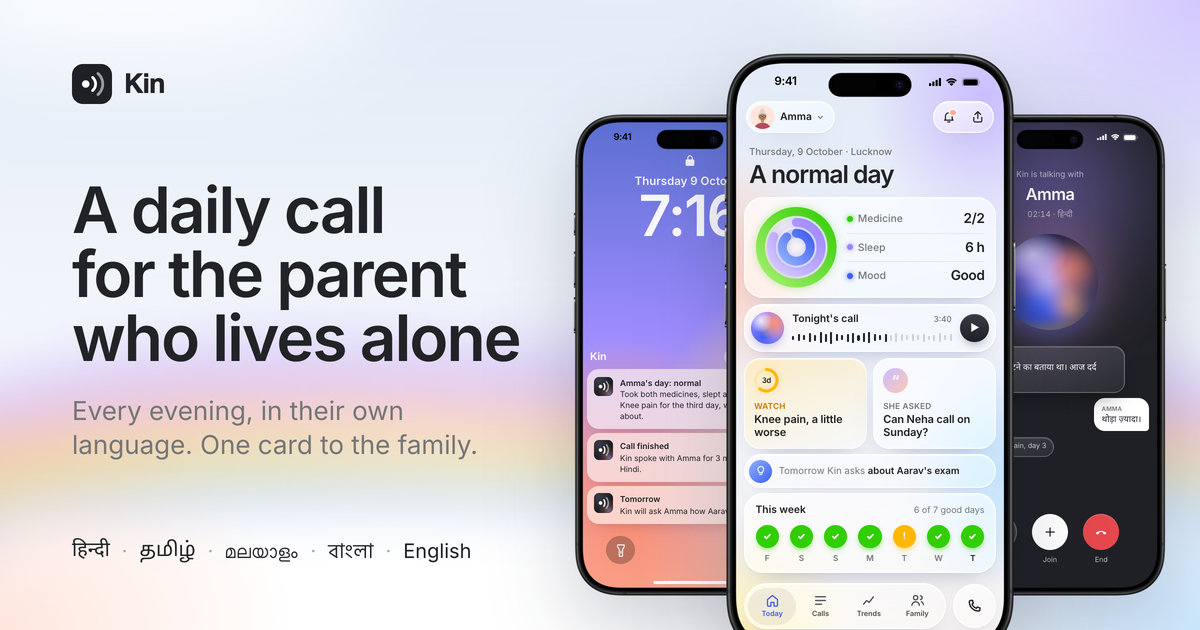 Kin
A daily call
for the parent
who lives alone
Every evening, in their own
language. One card to the family.
हिन्दी · தமிழ் · മലയാളം · বাংলা · English
9:41
Thursday 9 Octo
7:16
Kin
Amma's day: normal
Took both medicines, slept a
Knee pain for the third day, w
about.
Call finished
Kin spoke with Amma for 3 m
Hindi.
Tomorrow
Kin will ask Amma how Aarav
9:41
Amma
Thursday, 9 October · Lucknow
A normal day
Medicine 2/2
Sleep 6 h
Mood Good
Tonight's call 3:40
3d
WATCH
Knee pain, a little
worse
“
SHE ASKED
Can Neha call on
Sunday?
Tomorrow Kin asks about Aarav's exam
This week 6 of 7 good days
F S S M T W T
Today Calls Trends Family
Kin is talking with
Amma
02:14 · हिन्दी
टने का बताया था। आज दर्द
AMMA
थोड़ा ज़्यादा।
ain, day 3
Join End